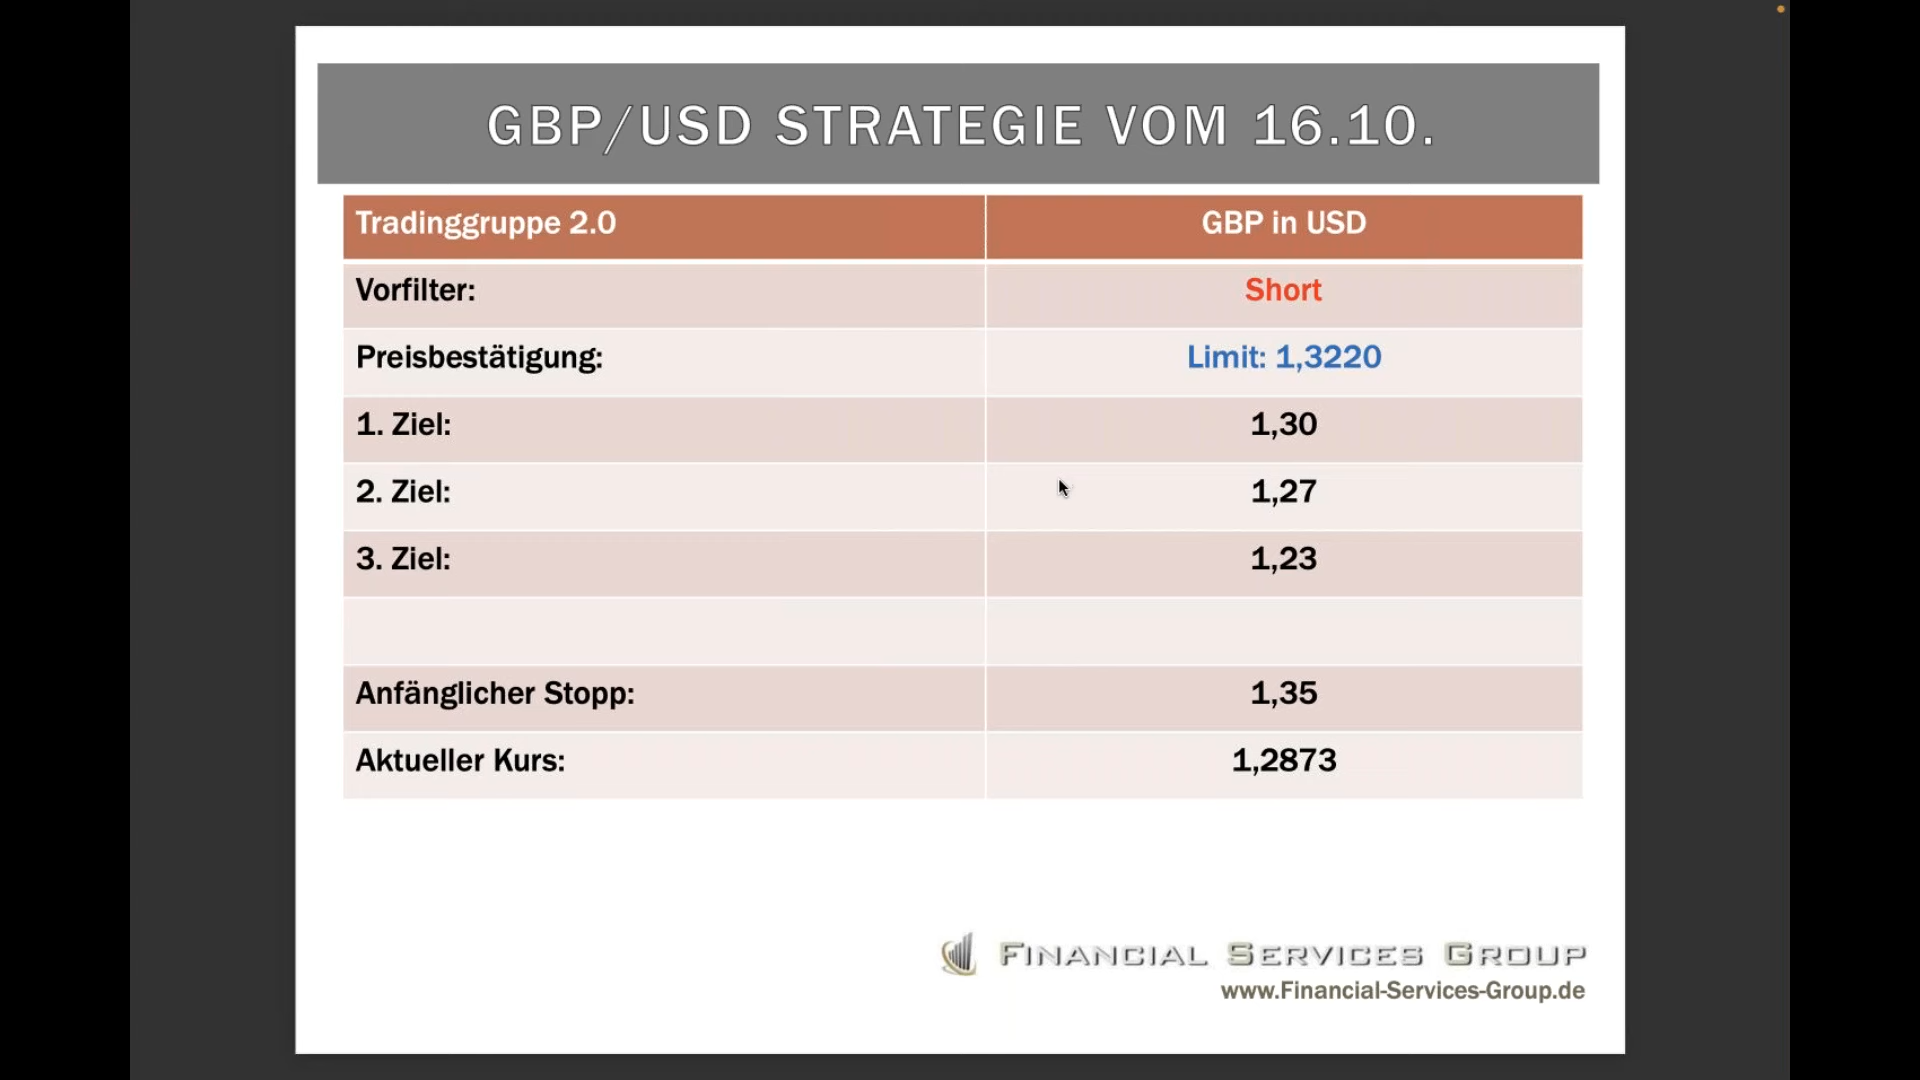 GBP/USD STRATEGIE VOM 16.10.
Tradinggruppe 2.0 GBP in USD
Vorfilter: Short
Preisbestätigung: Limit: 1,3220
1. Ziel: 1,30
2. Ziel: 1,27
3. Ziel: 1,23
Anfänglicher Stopp: 1,35
Aktueller Kurs: 1,2873
FINANCIAL SERVICES GROUP
www.Financial-Services-Group.de